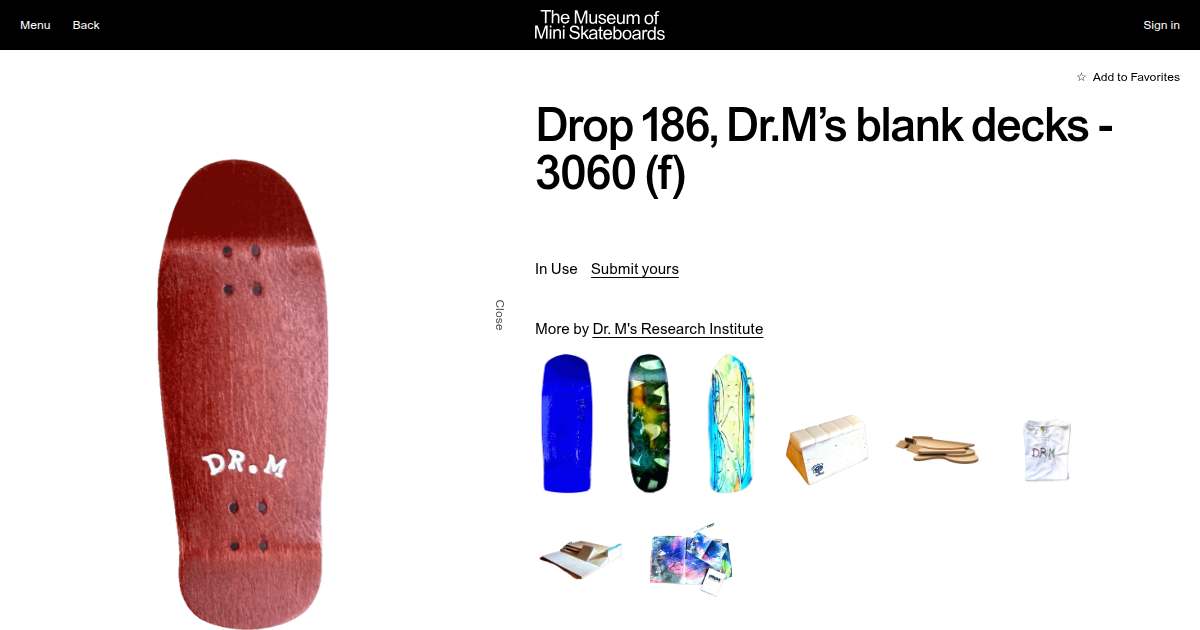 Menu Back
The Museum of
Mini Skateboards
Sign in
☆ Add to Favorites
Drop 186, Dr.M’s blank decks -
3060 (f)
In Use Submit yours
Close
More by Dr. M's Research Institute
DR.M
DR.M